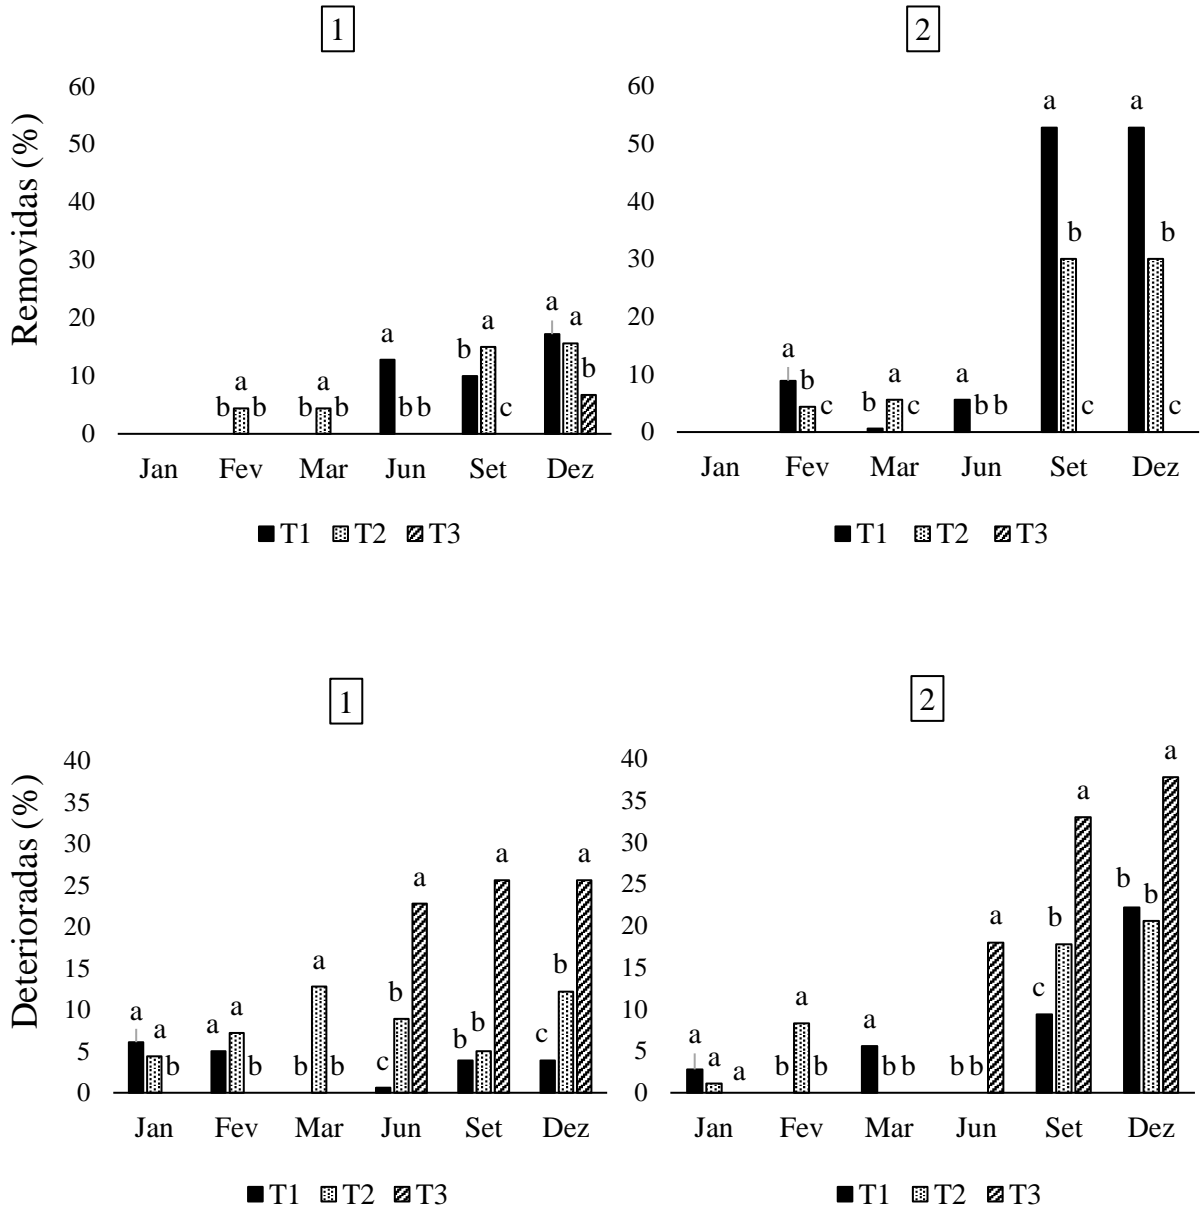 1
Removidas (%)
60
50
40
30
20
10
0
b a b
b a b
a b b
b a c
a a b
Jan Fev Mar Jun Set Dez
T1 T2 T3
2
60
50
40
30
20
10
0
a b c
b a c
a b b
a b c
a b c
Jan Fev Mar Jun Set Dez
T1 T2 T3
1
Deterioradas (%)
40
35
30
25
20
15
10
5
0
a a b
a a b
b a b
c b a
b b a
c b a
Jan Fev Mar Jun Set Dez
T1 T2 T3
2
40
35
30
25
20
15
10
5
0
a a a
b a b
a b b
b b a
c b a
b b a
Jan Fev Mar Jun Set Dez
T1 T2 T3